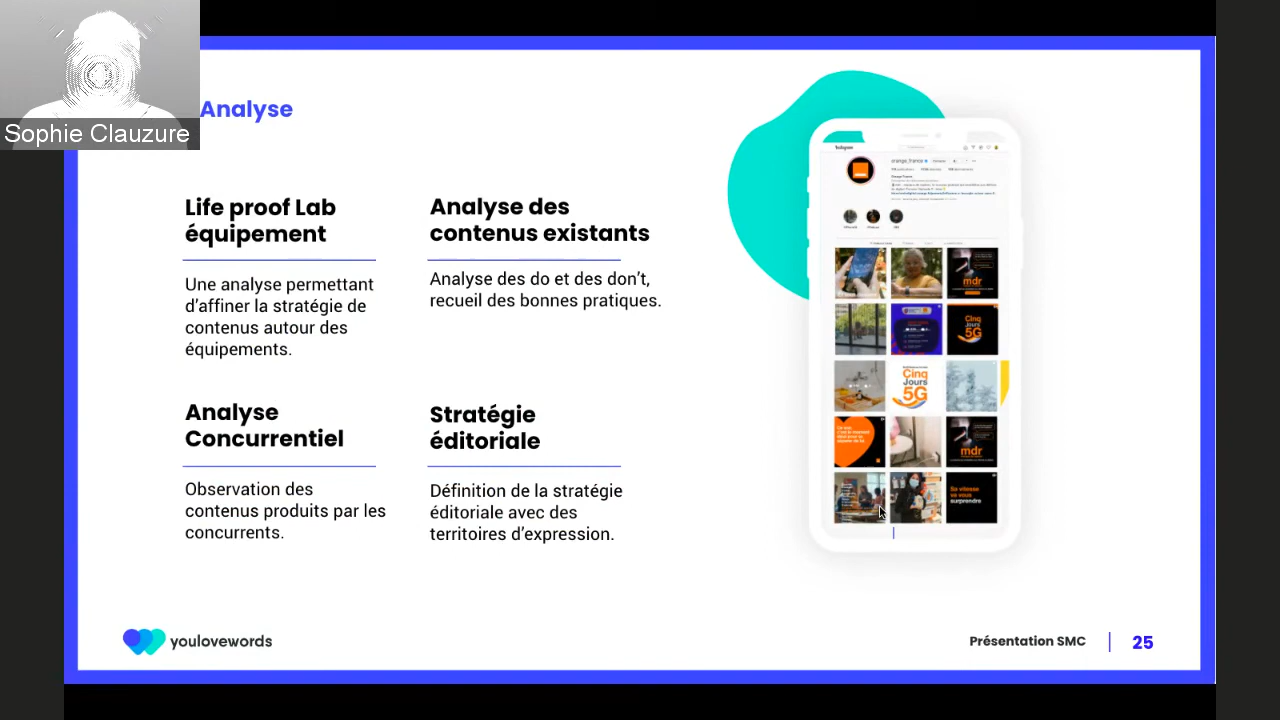 Sophie Clauzure
Analyse
Life proof Lab
équipement
Une analyse permettant
d’affiner la stratégie de
contenus autour des
équipements.
Analyse des
contenus existants
Analyse des do et des don’t,
recueil des bonnes pratiques.
Analyse
Concurrentiel
Observation des
contenus produits par les
concurrents.
Stratégie
éditoriale
Définition de la stratégie
éditoriale avec des
territoires d’expression.
orange_france
mdr
Cinq
Jours
5G
Cinq
Jours
5G
mdr
Sa vitesse
va vous
surprendre
youlovewords
Présentation SMC
25